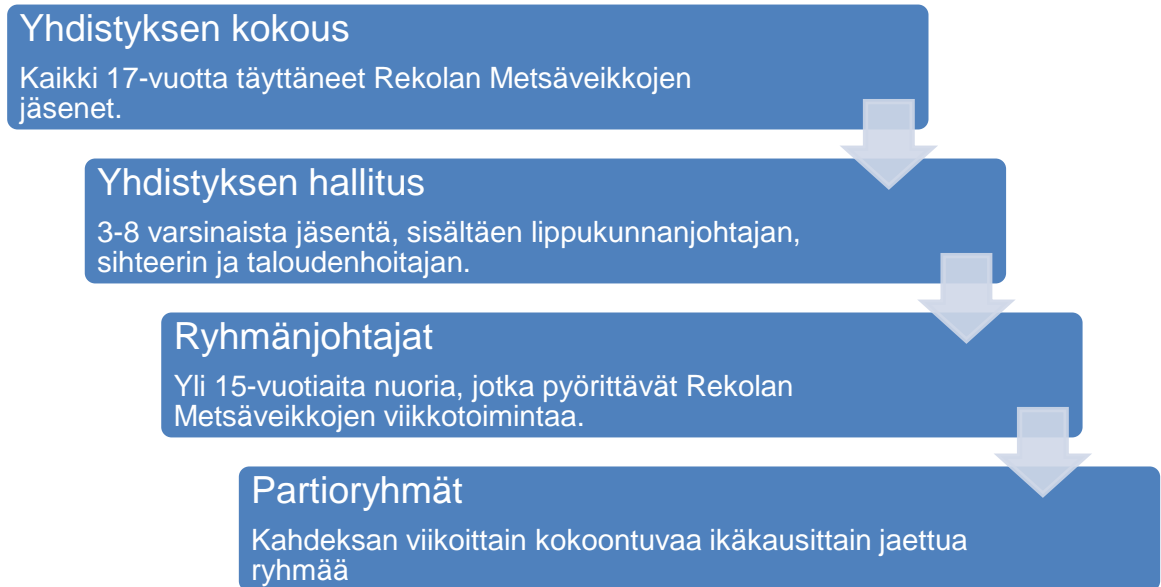 Yhdistyksen kokous
Kaikki 17-vuotta täyttäneet Rekolan Metsäveikkojen
jäsenet.
Yhdistyksen hallitus
3-8 varsinaista jäsentä, sisältäen lippukunnanjohtajan,
sihteerin ja taloudenhoitajan.
Ryhmänjohtajat
Yli 15-vuotiaita nuoria, jotka pyörittävät Rekolan
Metsäveikkojen viikkotoimintaa.
Partioryhmät
Kahdeksan viikoittain kokoontuvaa ikäkausittain jaettua
ryhmää